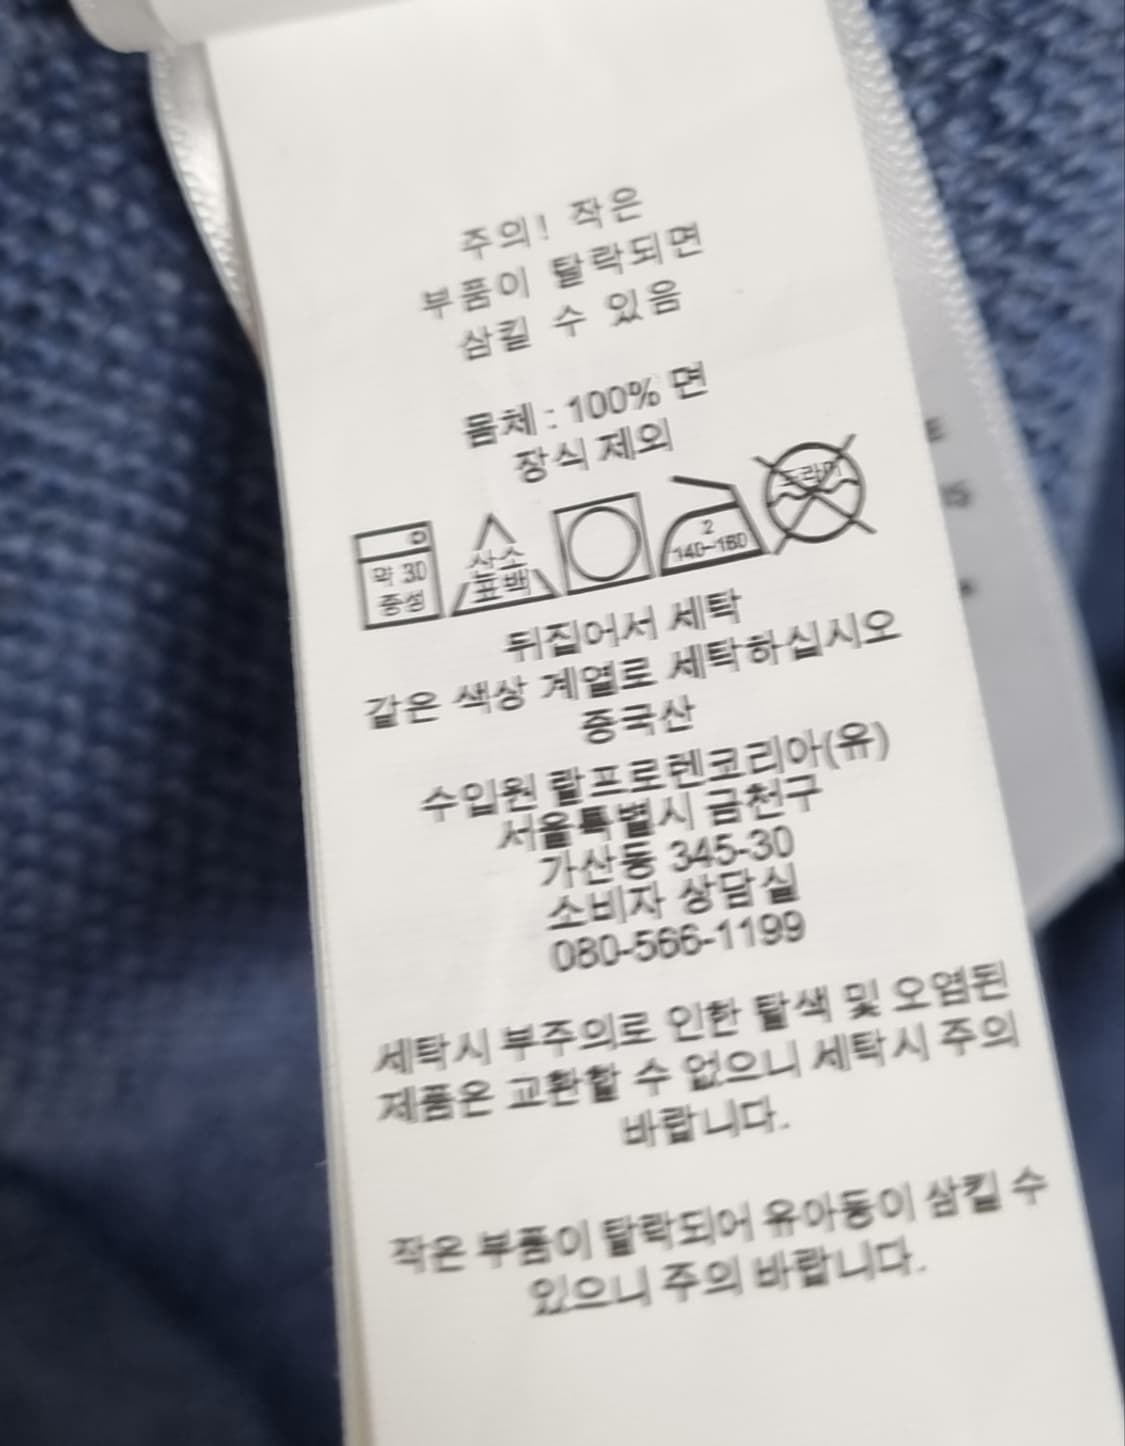 주의! 작은
부품이 탈락되면
삼킬 수 있음
몸체 : 100% 면
장식 제외
약 30
중성
산소
표백
2
140~160
드라이
뒤집어서 세탁
같은 색상 계열로 세탁하십시오
중국산
수입원 랄프로렌코리아(유)
서울특별시 금천구
가산동 345-30
소비자 상담실
080-566-1199
세탁시 부주의로 인한 탈색 및 오염된
제품은 교환할 수 없으니 세탁시 주의
바랍니다.
작은 부품이 탈락되어 유아동이 삼킬 수
있으니 주의 바랍니다.